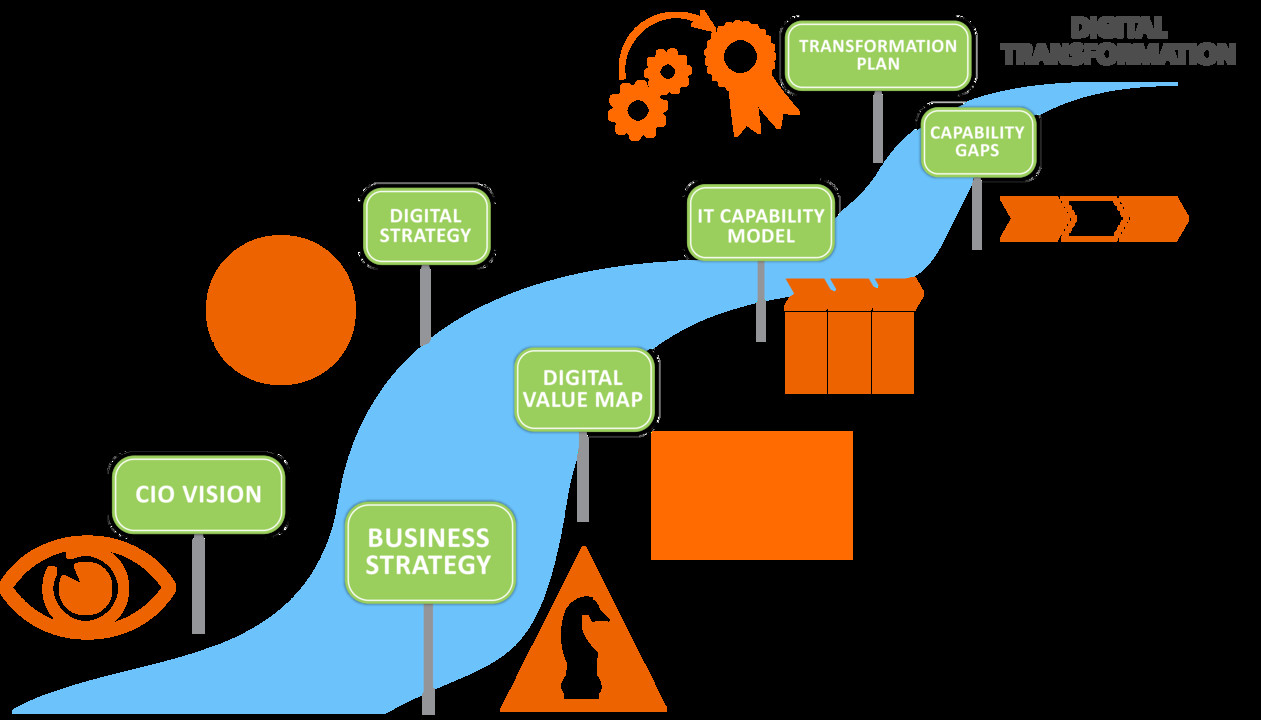 DIGITAL
TRANSFORMATION
TRANSFORMATION
PLAN
CAPABILITY
GAPS
DIGITAL
STRATEGY
IT CAPABILITY
MODEL
DIGITAL
VALUE MAP
CIO VISION
BUSINESS
STRATEGY